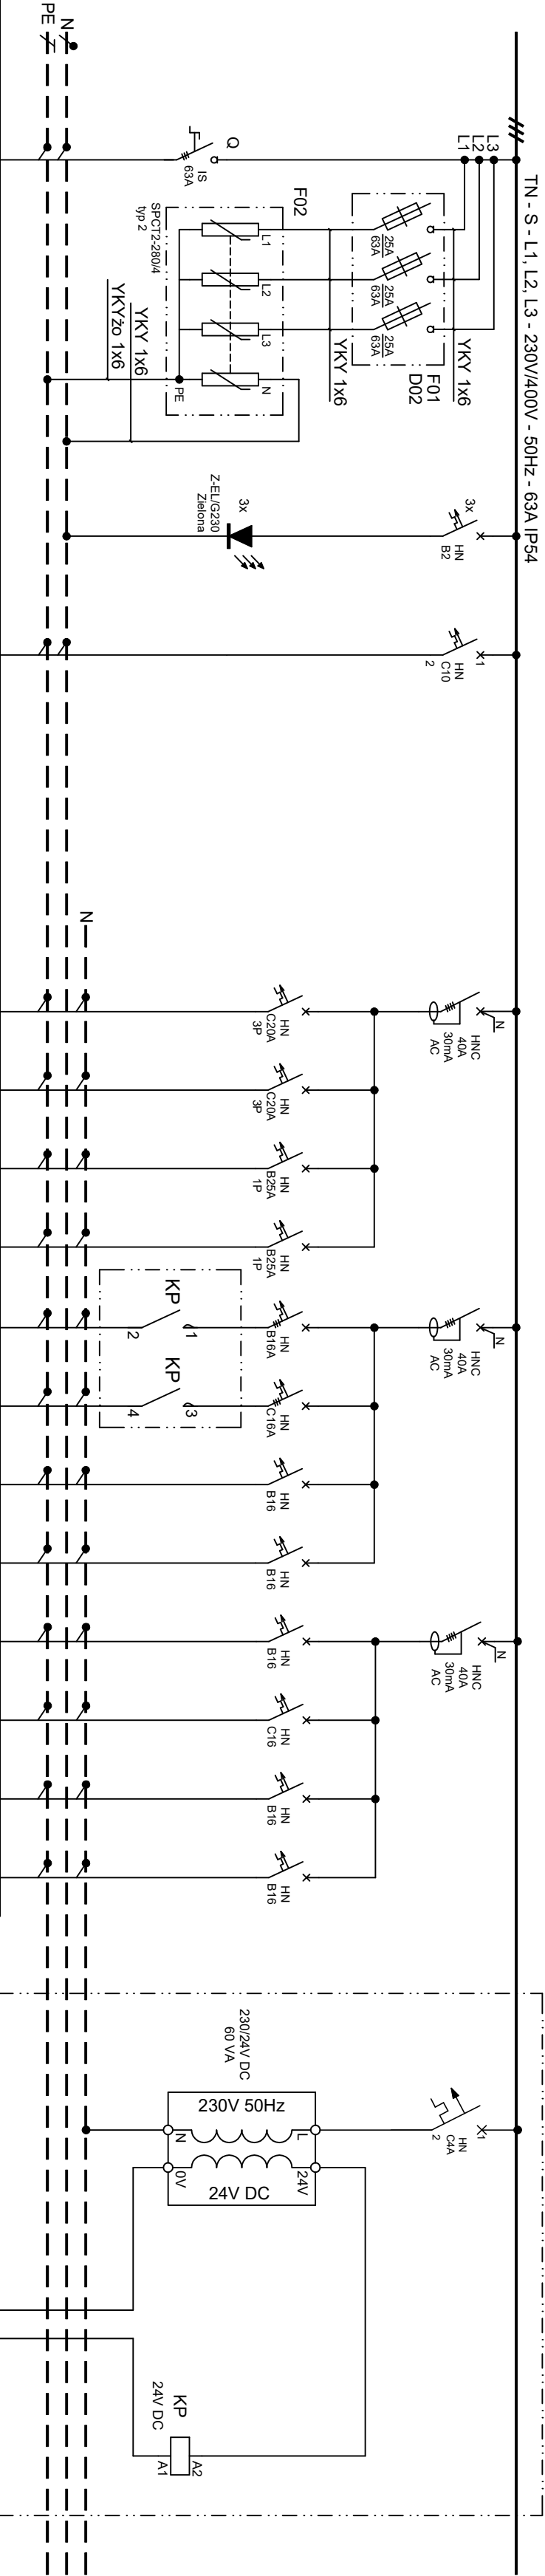 TN - S - L1, L2, L3 - 230V/400V - 50Hz - 63A IP54
L3
L2
L1
Q
IS
63A
N
PE
F01
D02
25A
63A
25A
63A
25A
63A
YKY 1x6
YKY 1x6
F02
L1
L2
L3
N
PE
SPCT2-280/4
typ 2
YKY 1x6
YKYżo 1x6
3x
HN
B2
3x
Z-EL/G230
Zielona
1
HN
C10
2
N
N
HNC
40A
30mA
AC
HN
C20A
3P
HN
C20A
3P
HN
B25A
1P
HN
B25A
1P
N
HNC
40A
30mA
AC
HN
B16A
HN
C16A
HN
B16
HN
B16
KP
1
2
KP
3
4
N
HNC
40A
30mA
AC
HN
B16
HN
C16
HN
B16
HN
B16
1
HN
C4A
2
230/24V DC
60 VA
230V 50Hz
L
N
24V
0V
24V DC
KP
24V DC
A2
A1